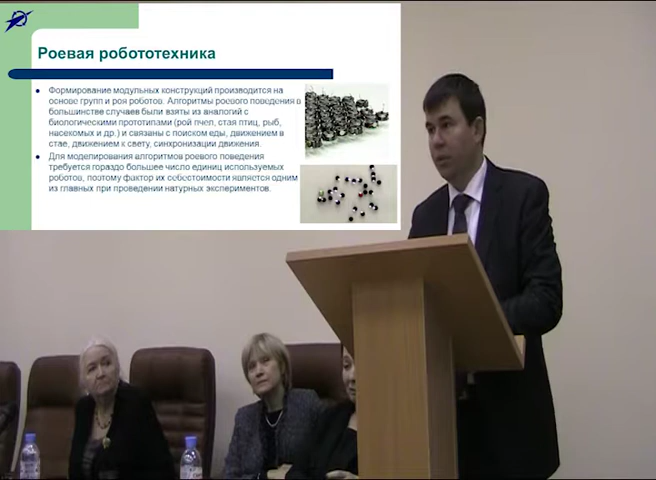 Роевая робототехника
Формирование модульных конструкций производится на
основе групп и роя роботов. Алгоритмы роевого поведения в
большинстве случаев были взяты из аналогий с
биологическими прототипами (рой пчел, стая птиц, рыб,
насекомых и др.) и связаны с поиском еды, движением в
стае, движением к свету, синхронизации движения.
Для моделирования алгоритмов роевого поведения
требуется гораздо большее число единиц используемых
роботов, поэтому фактор их себестоимости является одним
из главных при проведении натурных экспериментов.